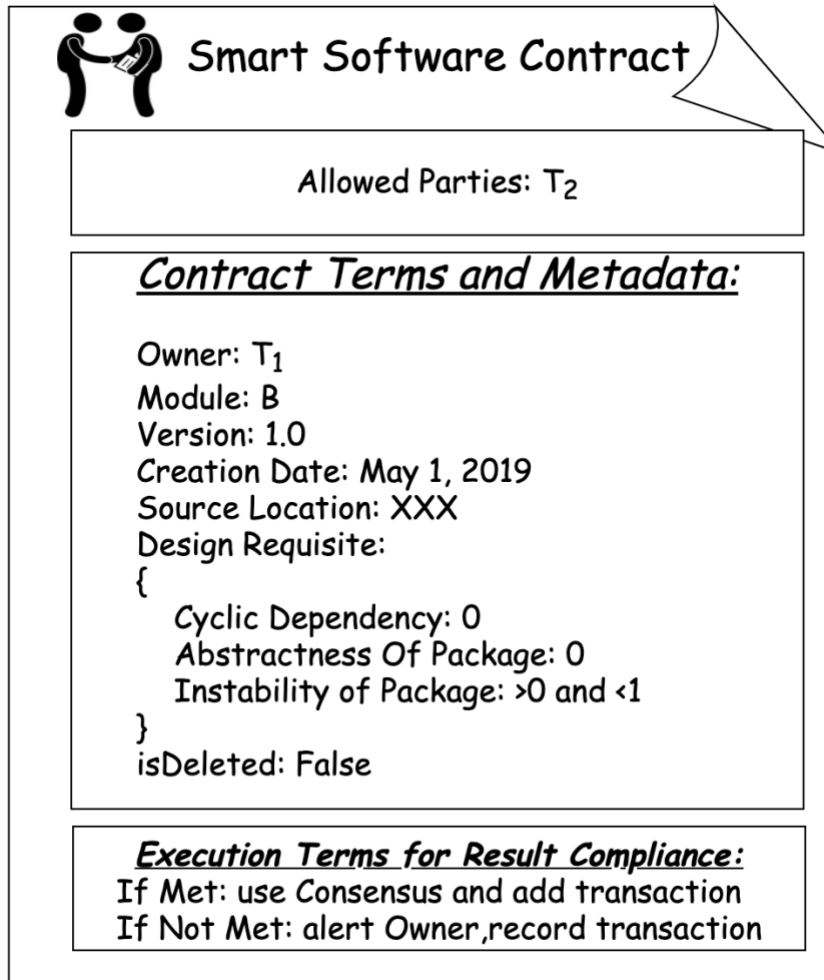 Smart Software Contract
Allowed Parties: T₂
Contract Terms and Metadata:
Owner: T₁
Module: B
Version: 1.0
Creation Date: May 1, 2019
Source Location: XXX
Design Requisite:
{
Cyclic Dependency: 0
Abstractness Of Package: 0
Instability of Package: >0 and <1
}
isDeleted: False
Execution Terms for Result Compliance:
If Met: use Consensus and add transaction
If Not Met: alert Owner,record transaction